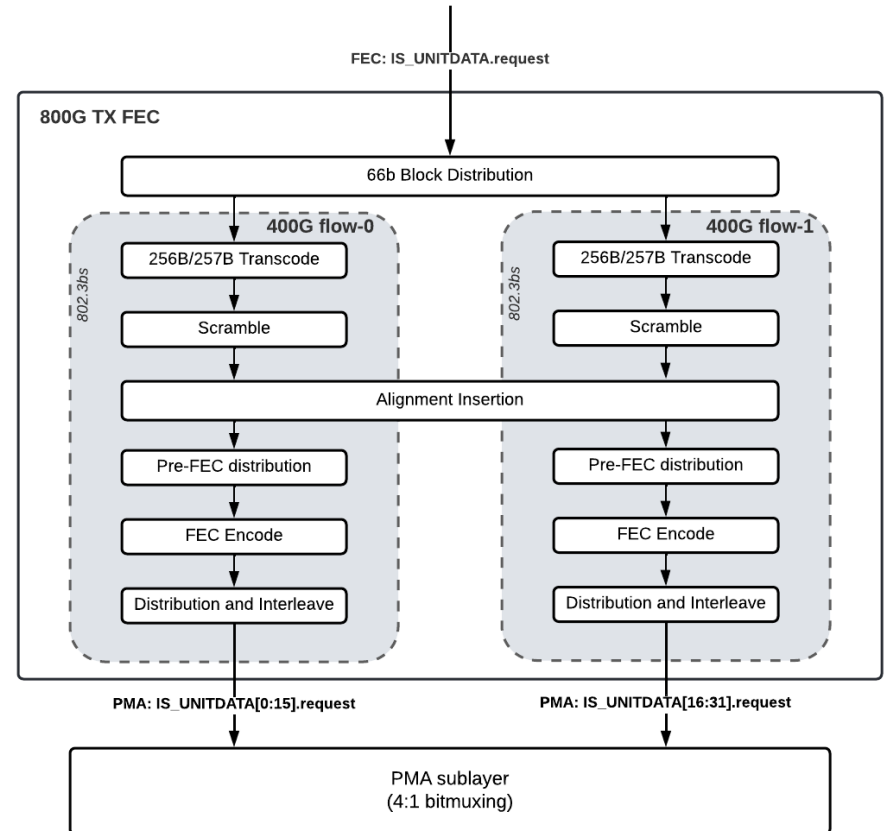 FEC: IS_UNITDATA.request
800G TX FEC
66b Block Distribution
400G flow-0
802.3bs
256B/257B Transcode
Scramble
400G flow-1
802.3bs
256B/257B Transcode
Scramble
Alignment Insertion
Pre-FEC distribution
FEC Encode
Distribution and Interleave
Pre-FEC distribution
FEC Encode
Distribution and Interleave
PMA: IS_UNITDATA[0:15].request
PMA: IS_UNITDATA[16:31].request
PMA sublayer
(4:1 bitmuxing)